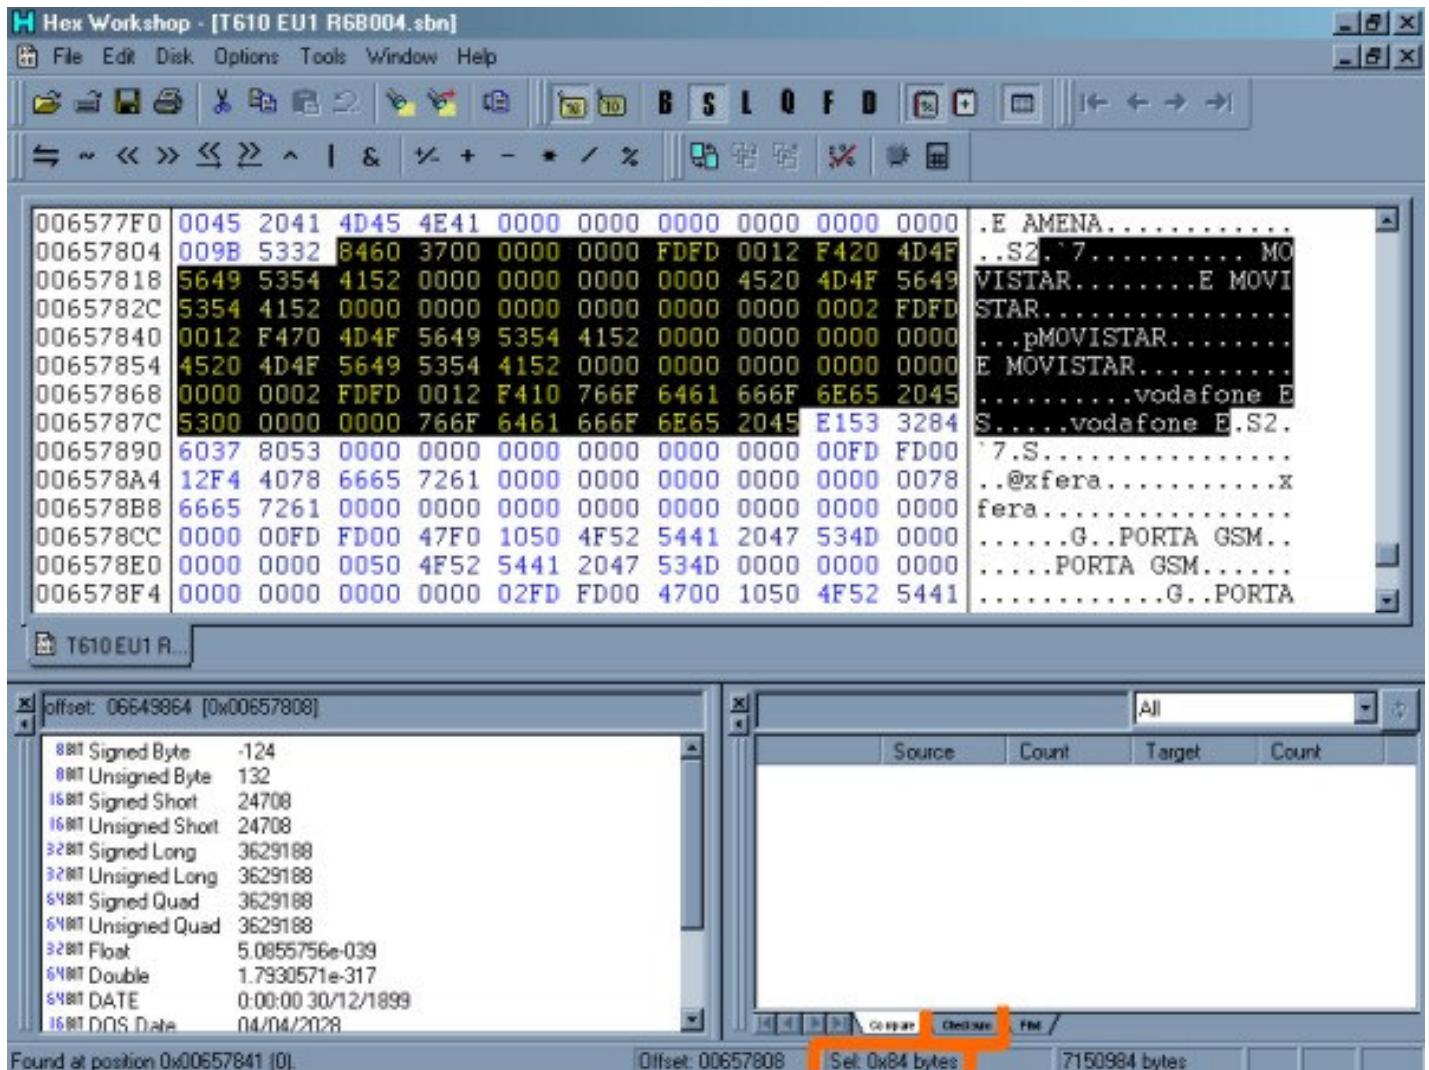 Hex Workshop - [T610 EU1 R6B004.sbn]
File Edit Disk Options Tools Window Help
B S L Q F D
006577F0 0045 2041 4D45 4E41 0000 0000 0000 0000 0000 0000 .E AMENA............
00657804 009B 5332 8460 3700 0000 0000 FDFD 0012 F420 4D4F ..S2.`7.......... MO
00657818 5649 5354 4152 0000 0000 0000 0000 4520 4D4F 5649 VISTAR........E MOVI
0065782C 5354 4152 0000 0000 0000 0000 0000 0000 0002 FDFD STAR................
00657840 0012 F470 4D4F 5649 5354 4152 0000 0000 0000 0000 ...pMOVISTAR........
00657854 4520 4D4F 5649 5354 4152 0000 0000 0000 0000 0000 E MOVISTAR..........
00657868 0000 0002 FDFD 0012 F410 766F 6461 666F 6E65 2045 ..........vodafone E
0065787C 5300 0000 0000 766F 6461 666F 6E65 2045 E153 3284 S.....vodafone E.S2.
00657890 6037 8053 0000 0000 0000 0000 0000 0000 00FD FD00 `7.S................
006578A4 12F4 4078 6665 7261 0000 0000 0000 0000 0000 0078 ..@xfera...........x
006578B8 6665 7261 0000 0000 0000 0000 0000 0000 0000 0000 fera................
006578CC 0000 00FD FD00 47F0 1050 4F52 5441 2047 534D 0000 ......G..PORTA GSM..
006578E0 0000 0000 0050 4F52 5441 2047 534D 0000 0000 0000 .....PORTA GSM......
006578F4 0000 0000 0000 0000 02FD FD00 4700 1050 4F52 5441 ............G..PORTA
T610 EU1 R...
offset: 06649864 [0x00657808]
All
8BIT Signed Byte -124
8BIT Unsigned Byte 132
16BIT Signed Short 24708
16BIT Unsigned Short 24708
32BIT Signed Long 3629188
32BIT Unsigned Long 3629188
64BIT Signed Quad 3629188
64BIT Unsigned Quad 3629188
32BIT Float 5.0855756e-039
64BIT Double 1.7930571e-317
64BIT DATE 0:00:00 30/12/1899
16BIT DOS Date 04/04/2028
Source Count Target Count
Compare Checksum Find
Found at position 0x00657841 (0).
Offset: 00657808
Sel: 0x84 bytes
7150984 bytes